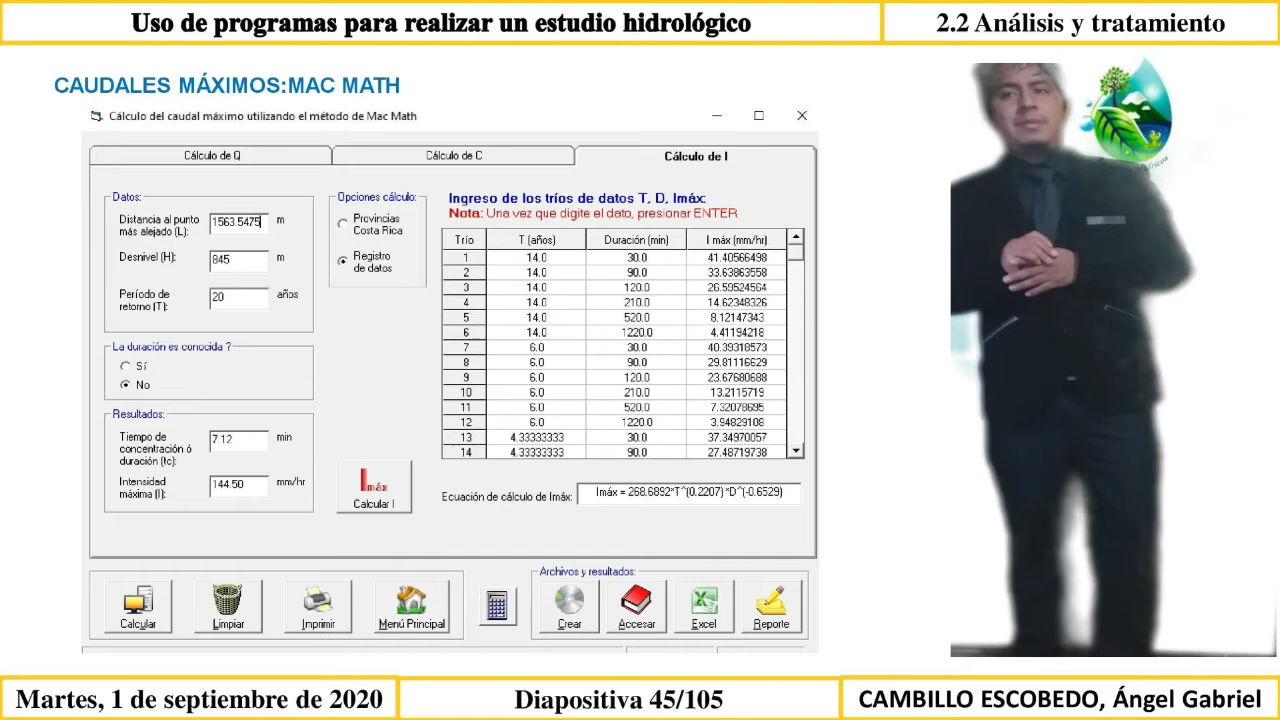 Uso de programas para realizar un estudio hidrológico
2.2 Análisis y tratamiento
CAUDALES MÁXIMOS:MAC MATH
Cálculo del caudal máximo utilizando el método de Mac Math
Cálculo de Q
Cálculo de C
Cálculo de I
Datos:
Distancia al punto
más alejado (L):
1563.5475
m
Desnivel (H):
845
m
Período de
retorno (T):
20
años
Opciones cálculo:
Provincias
Costa Rica
Registro
de datos
La duración es conocida ?
Sí
No
Resultados:
Tiempo de
concentración ó
duración (tc):
7.12
min
Intensidad
máxima (I):
144.50
mm/hr
Imáx
Calcular I
Ingreso de los tríos de datos T, D, Imáx:
Nota: Una vez que digite el dato, presionar ENTER
Trío T (años) Duración (min) I máx (mm/hr)
1 14.0 30.0 41.40566498
2 14.0 90.0 33.63863558
3 14.0 120.0 26.59524564
4 14.0 210.0 14.62348326
5 14.0 520.0 8.12147343
6 14.0 1220.0 4.41194218
7 6.0 30.0 40.39318573
8 6.0 90.0 29.81116629
9 6.0 120.0 23.67680688
10 6.0 210.0 13.2115719
11 6.0 520.0 7.32078695
12 6.0 1220.0 3.94829108
13 4.33333333 30.0 37.34970057
14 4.33333333 90.0 27.48719738
Ecuación de cálculo de Imáx:
Imáx = 268.6892*T^(0.2207)*D^(-0.6529)
Calcular
Limpiar
Imprimir
Menú Principal
Archivos y resultados:
Crear
Accesar
Excel
Reporte
Martes, 1 de septiembre de 2020
Diapositiva 45/105
CAMBILLO ESCOBEDO, Ángel Gabriel